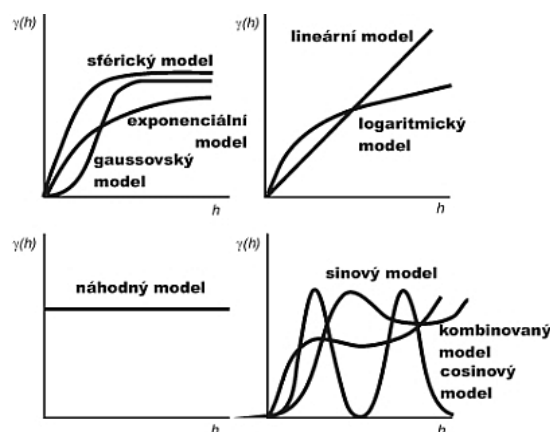 γ(h)
sférický model
exponenciální
model
gaussovský
model
h
γ(h)
lineární model
logaritmický
model
h
γ(h)
náhodný model
h
γ(h)
sinový model
kombinovaný
model
cosinový
model
h